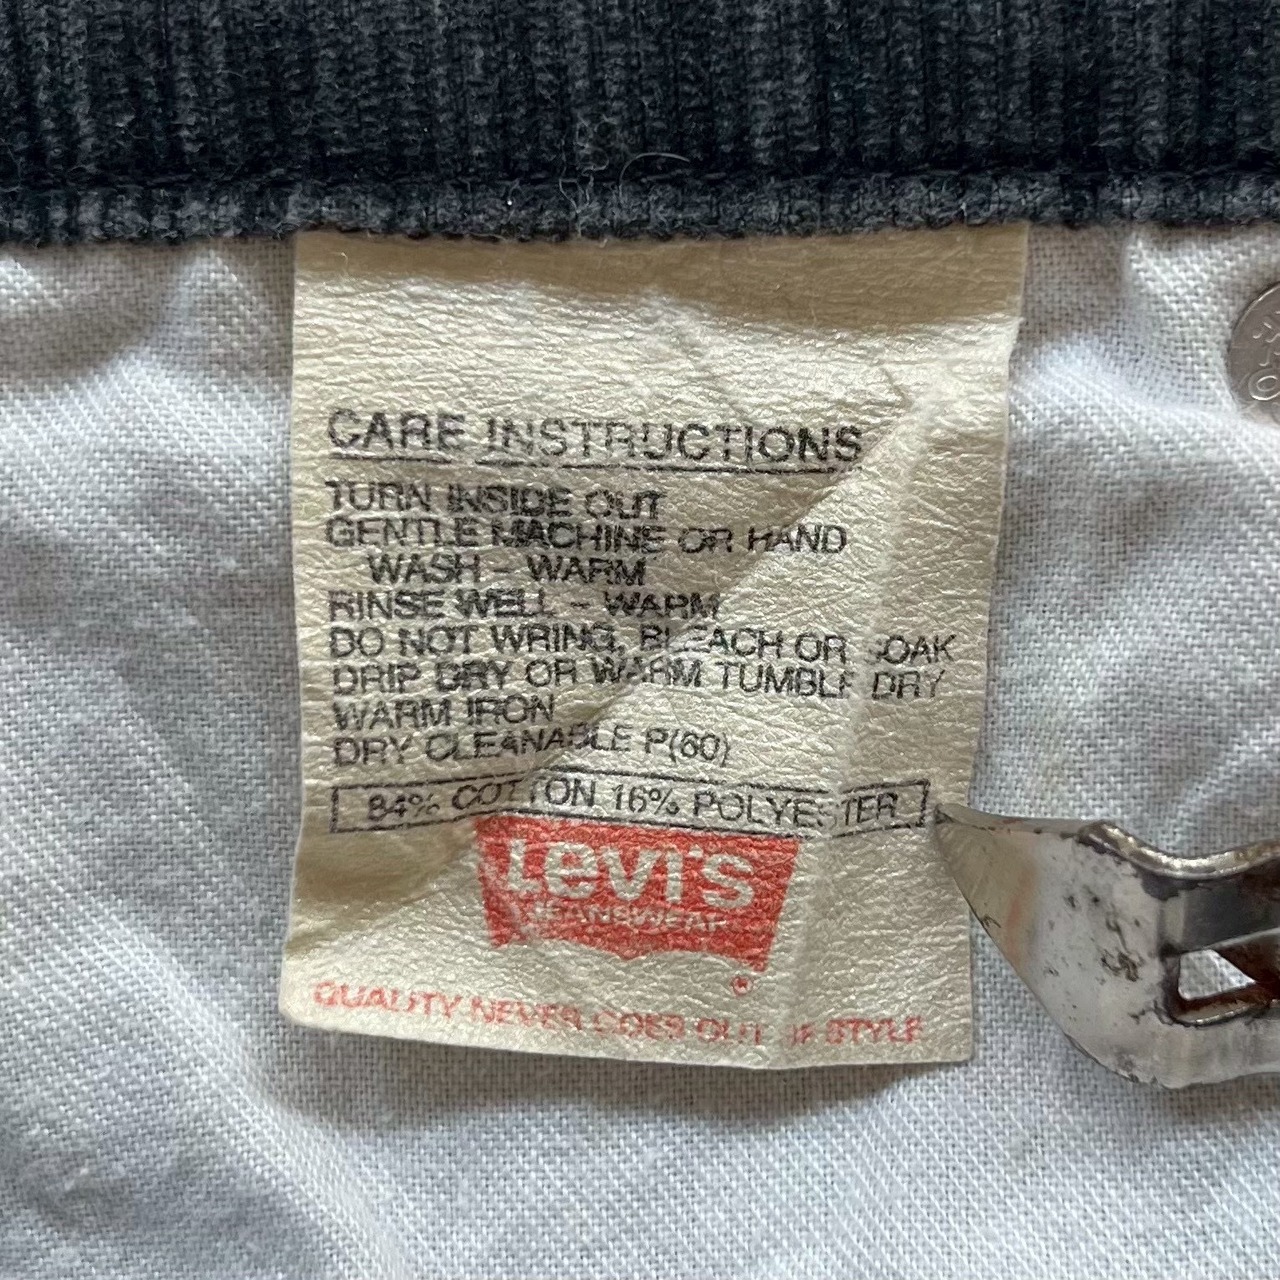 CARE INSTRUCTIONS
TURN INSIDE OUT
GENTLE MACHINE OR HAND
WASH – WARM
RINSE WELL – WARM
DO NOT WRING, BLEACH OR SOAK
DRIP DRY OR WARM TUMBLE DRY
WARM IRON
DRY CLEANABLE P(60)
84% COTTON 16% POLYESTER
Levi's
JEANSWEAR
®
QUALITY NEVER GOES OUT OF STYLE